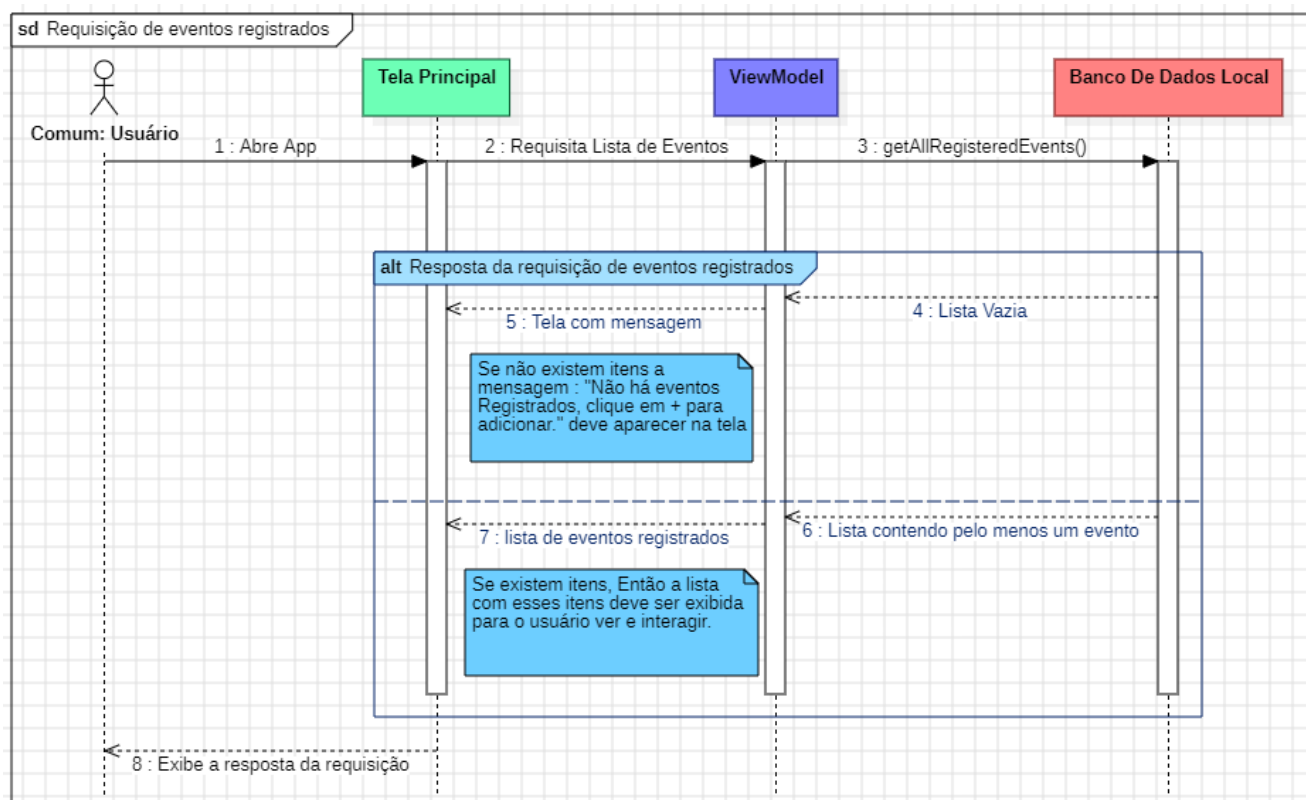 sd Requisição de eventos registrados
Comum: Usuário
Tela Principal
ViewModel
Banco De Dados Local
1 : Abre App
2 : Requisita Lista de Eventos
3 : getAllRegisteredEvents()
alt Resposta da requisição de eventos registrados
4 : Lista Vazia
5 : Tela com mensagem
Se não existem itens a
mensagem : "Não há eventos
Registrados, clique em + para
adicionar." deve aparecer na tela
6 : Lista contendo pelo menos um evento
7 : lista de eventos registrados
Se existem itens, Então a lista
com esses itens deve ser exibida
para o usuário ver e interagir.
8 : Exibe a resposta da requisição